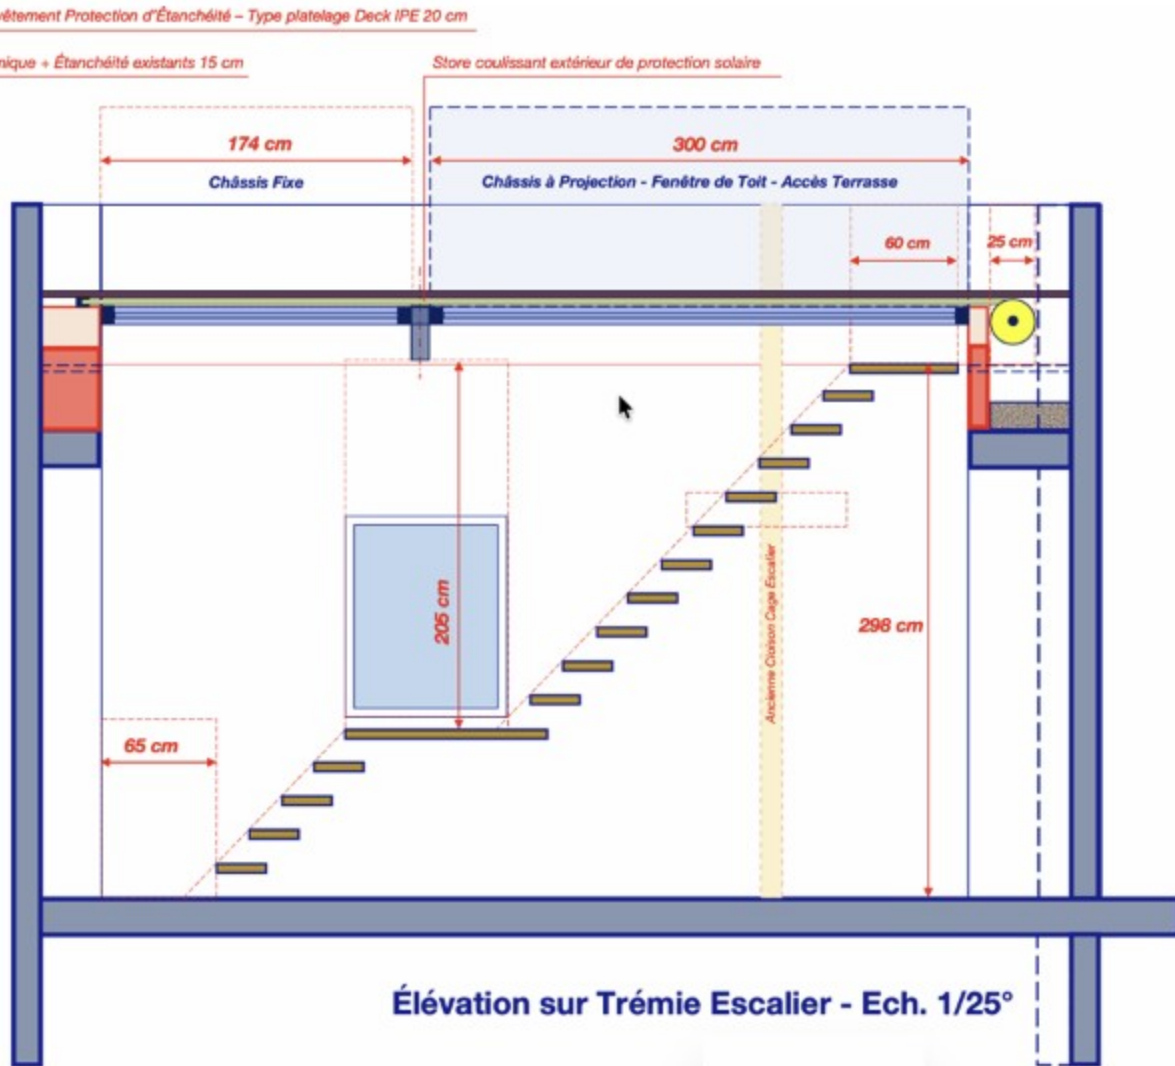 vêtement Protection d'Étanchéité – Type platelage Deck IPE 20 cm
mique + Étanchéité existants 15 cm
Store coulissant extérieur de protection solaire
174 cm
300 cm
Châssis Fixe
Châssis à Projection - Fenêtre de Toit - Accès Terrasse
60 cm
25 cm
205 cm
Ancienne Cloison Cage Escalier
298 cm
65 cm
Élévation sur Trémie Escalier - Ech. 1/25°